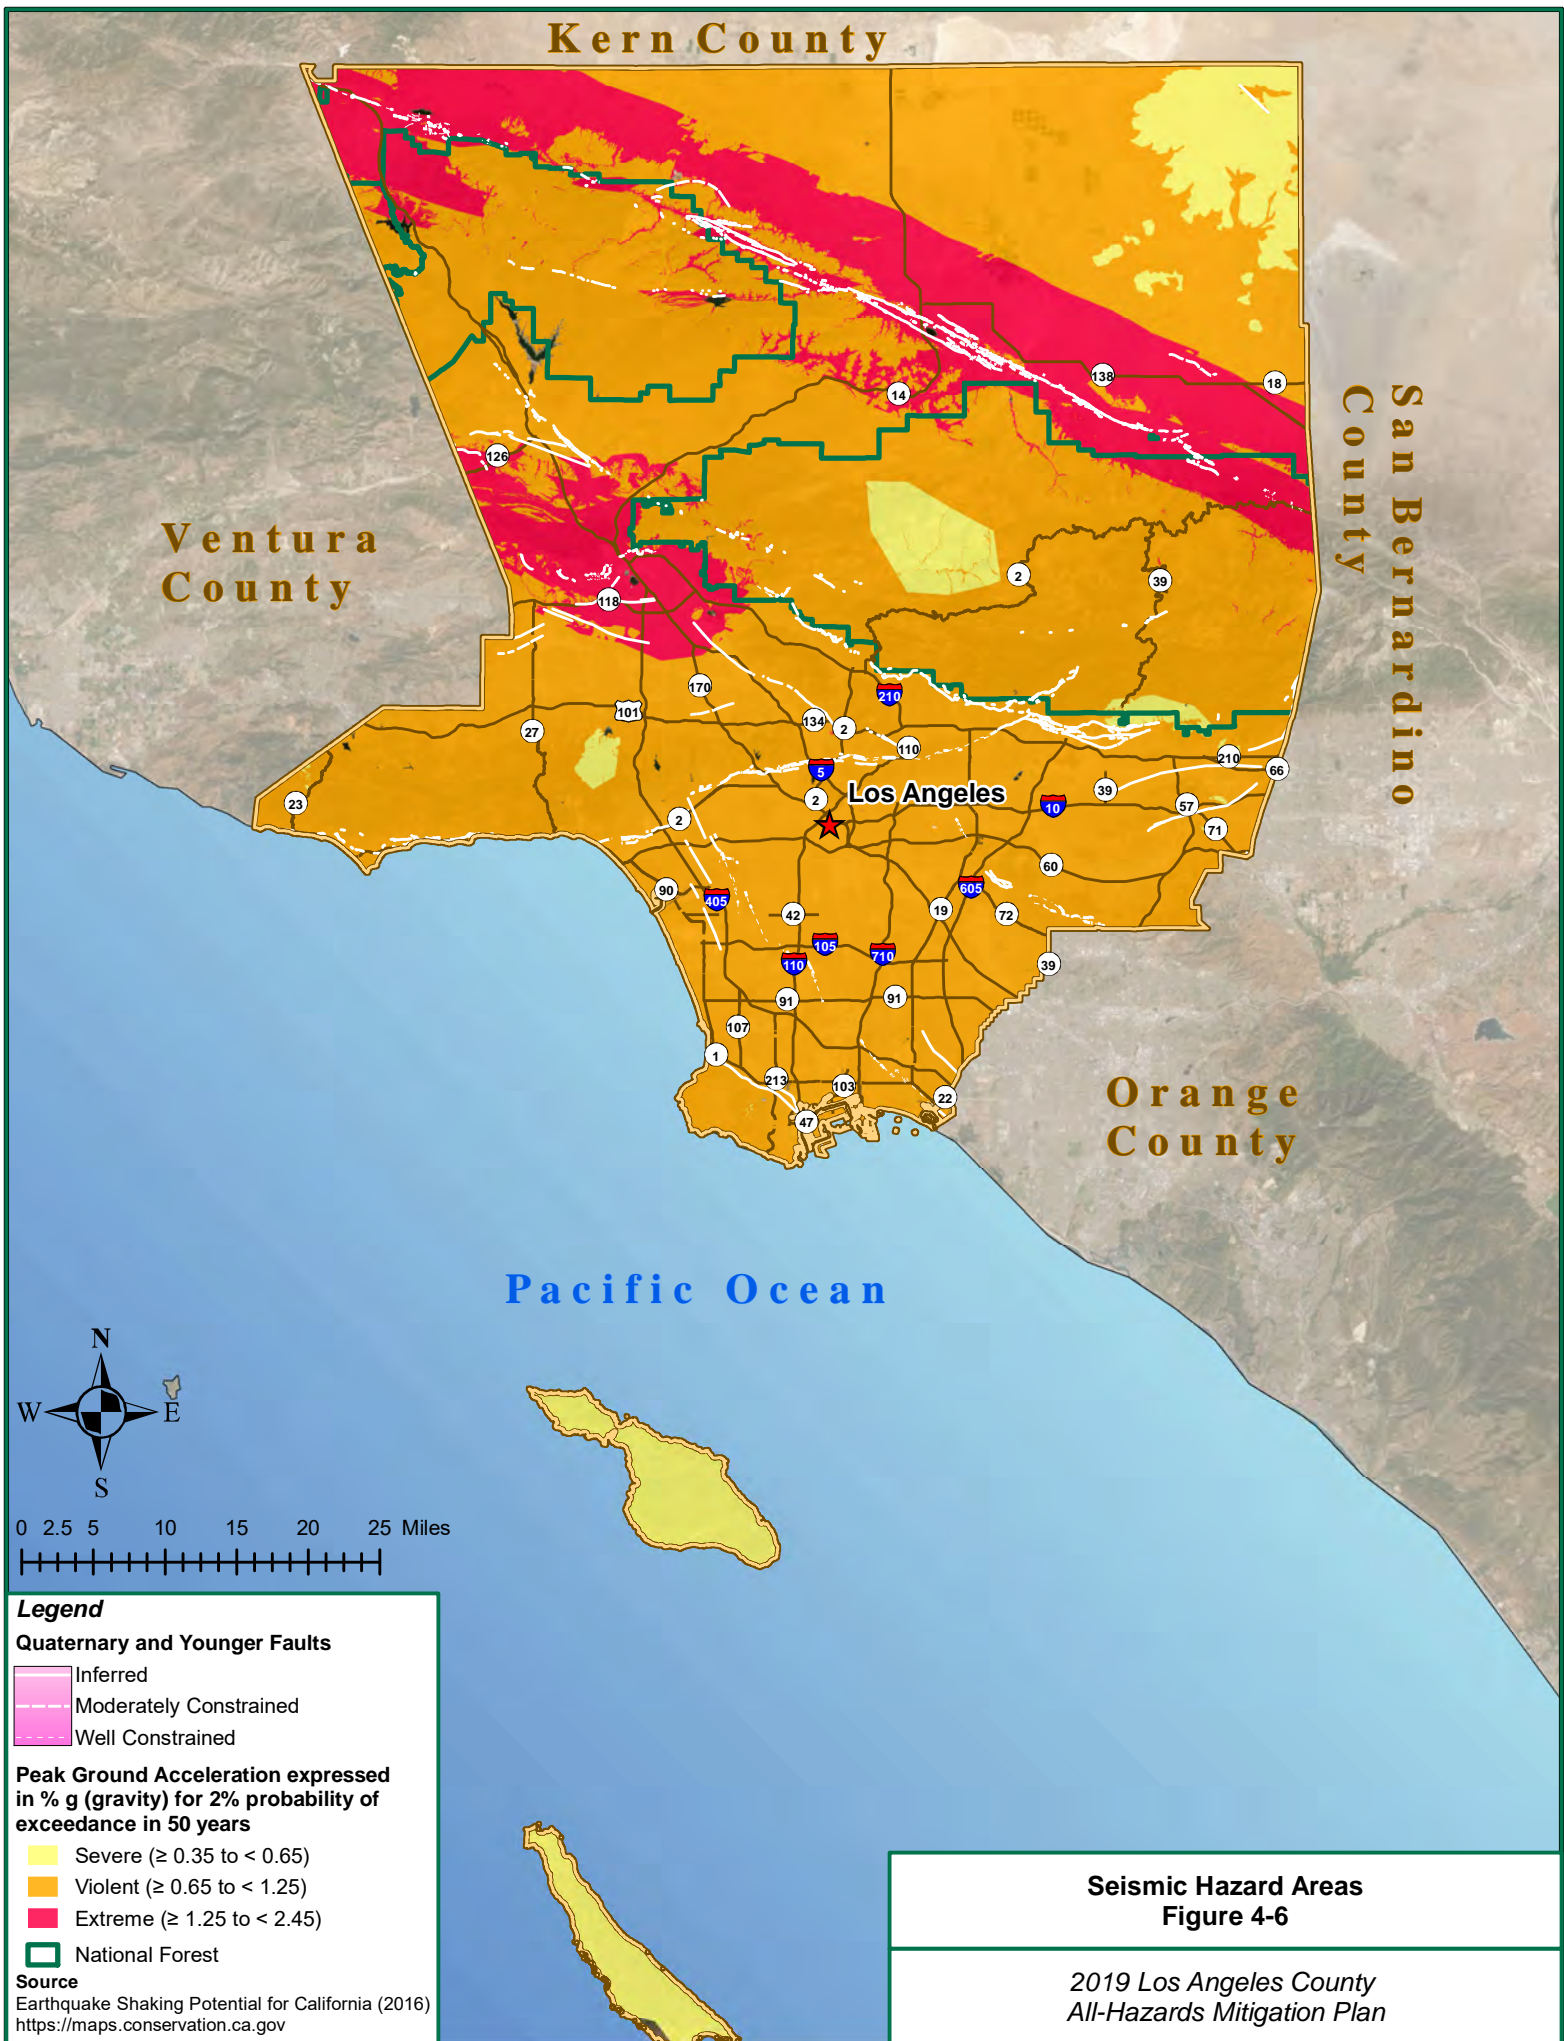 Kern County
138
18
14
126
San Bernardino
County
Ventura
County
2
39
118
170
210
101
134
2
27
110
210
5
66
Los Angeles
39
23
2
10
57
2
71
60
90
605
405
19
42
72
105
710
110
39
91
91
107
1
213
103
22
47
Orange
County
Pacific Ocean
N
W
E
S
0 2.5 5 10 15 20 25 Miles
Legend
Quaternary and Younger Faults
Inferred
Moderately Constrained
Well Constrained
Peak Ground Acceleration expressed
in % g (gravity) for 2% probability of
exceedance in 50 years
Severe (≥ 0.35 to < 0.65)
Violent (≥ 0.65 to < 1.25)
Extreme (≥ 1.25 to < 2.45)
National Forest
Source
Earthquake Shaking Potential for California (2016)
https://maps.conservation.ca.gov
Seismic Hazard Areas
Figure 4-6
2019 Los Angeles County
All-Hazards Mitigation Plan